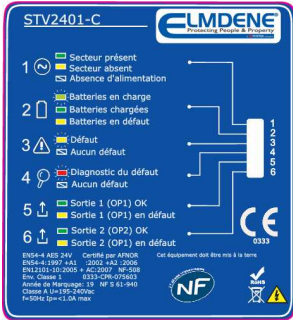 STV2401-C
ELMDENE
Protecting People & Property
1
Secteur présent
Secteur absent
Absence d'alimentation
2
Batteries en charge
Batteries chargées
Batteries en défaut
3
Défaut
Aucun défaut
4
Diagnostic du défaut
Aucun défaut
5
Sortie 1 (OP1) OK
Sortie 1 (OP1) en défaut
6
Sortie 2 (OP2) OK
Sortie 2 (OP2) en défaut
1
2
3
4
5
6
CE
0333
EN54-4 AES 24V Certifié par AFNOR
EN54-4:1997 +A1 :2002 +A2 :2006
EN12101-10:2005 + AC:2007 NF-508
Env. Classe 1 0333-CPR-075603
Année de Marquage: 19 NF S 61-940
Classe A U=195-240Vac
f=50Hz Ip=<1.0A max
Cet équipement doit être mis à la terre
NF
RoHS